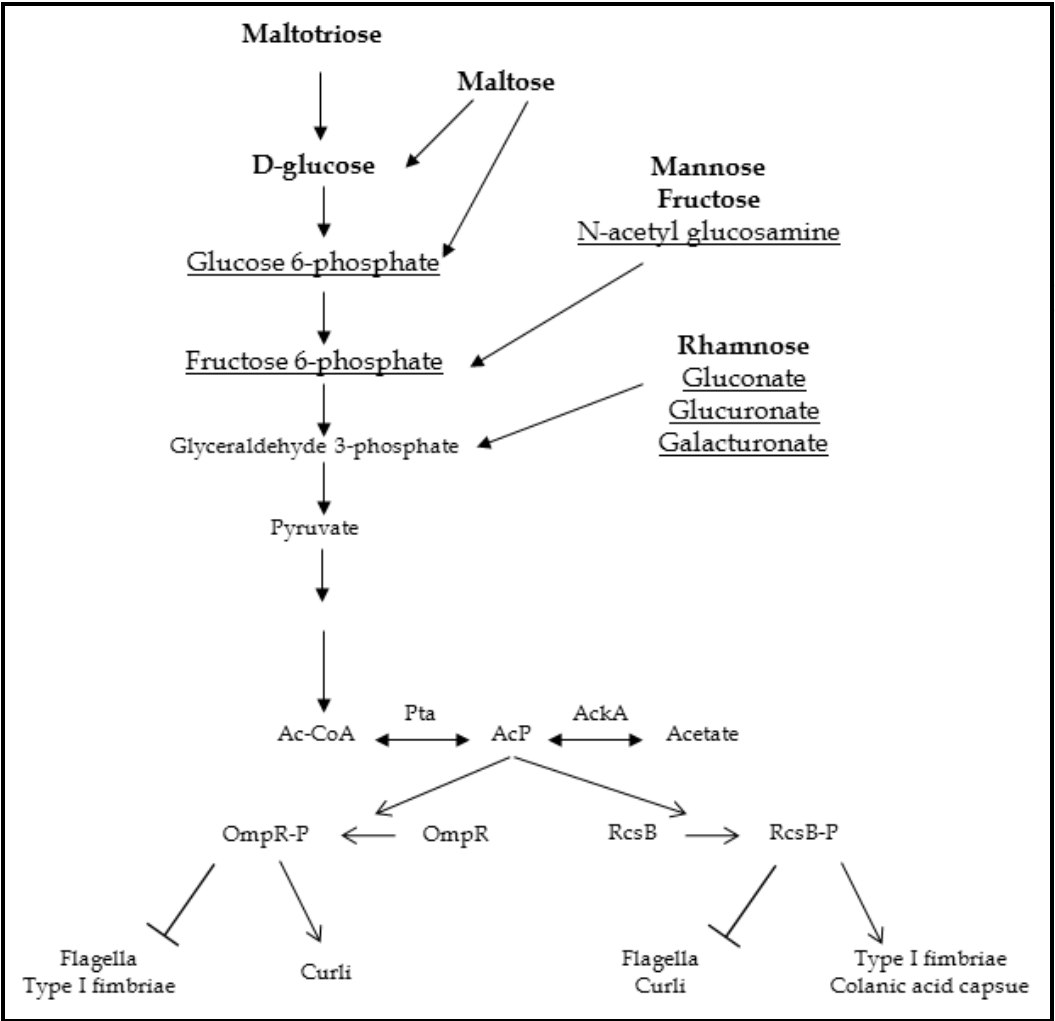 Maltotriose
Maltose
D-glucose
Mannose
Fructose
N-acetyl glucosamine
Glucose 6-phosphate
Fructose 6-phosphate
Rhamnose
Gluconate
Glucuronate
Galacturonate
Glyceraldehyde 3-phosphate
Pyruvate
Pta
AckA
Ac-CoA
AcP
Acetate
OmpR-P
OmpR
RcsB
RcsB-P
Flagella
Type I fimbriae
Curli
Flagella
Curli
Type I fimbriae
Colanic acid capsue